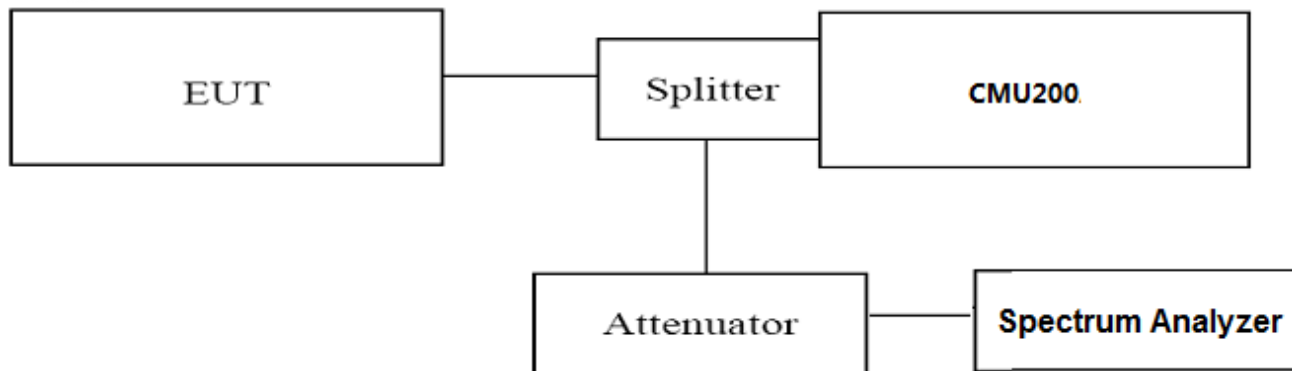 EUT
Splitter
CMU200
Attenuator
Spectrum Analyzer